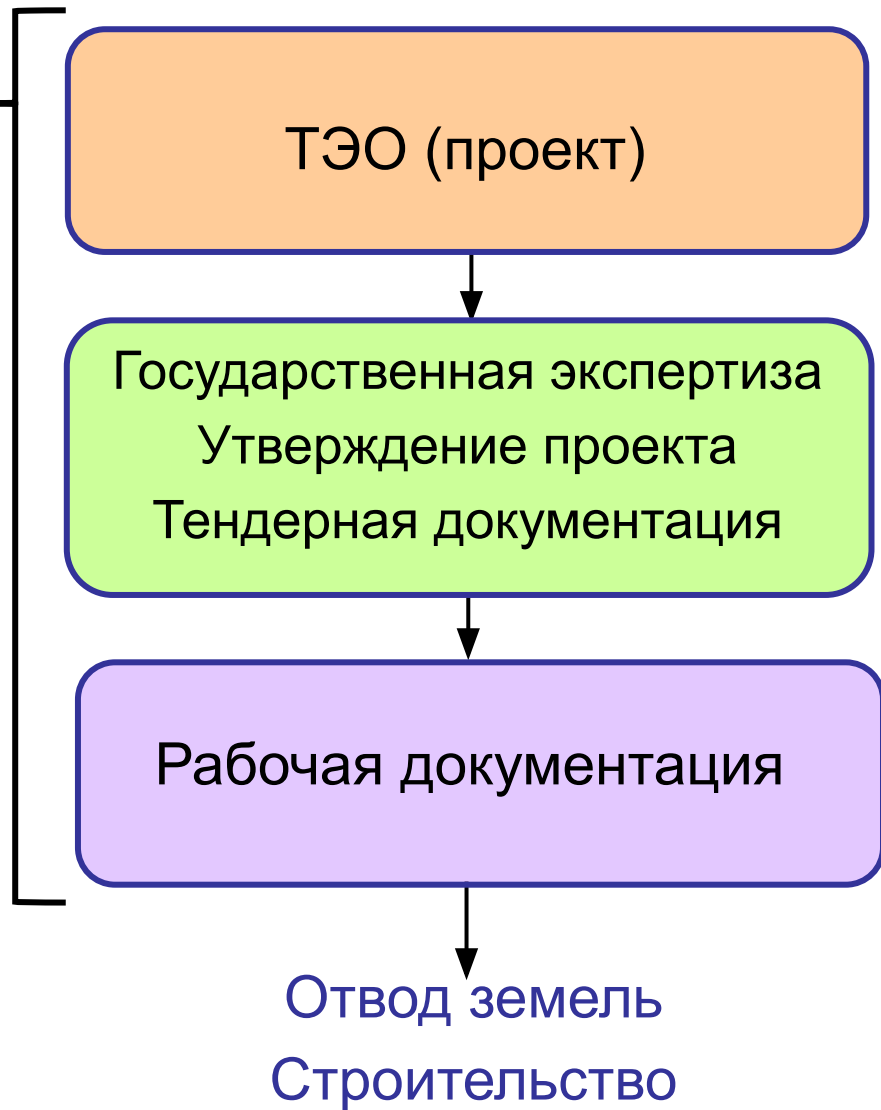 ТЭО (проект)
Государственная экспертиза
Утверждение проекта
Тендерная документация
Рабочая документация
Отвод земель
Строительство